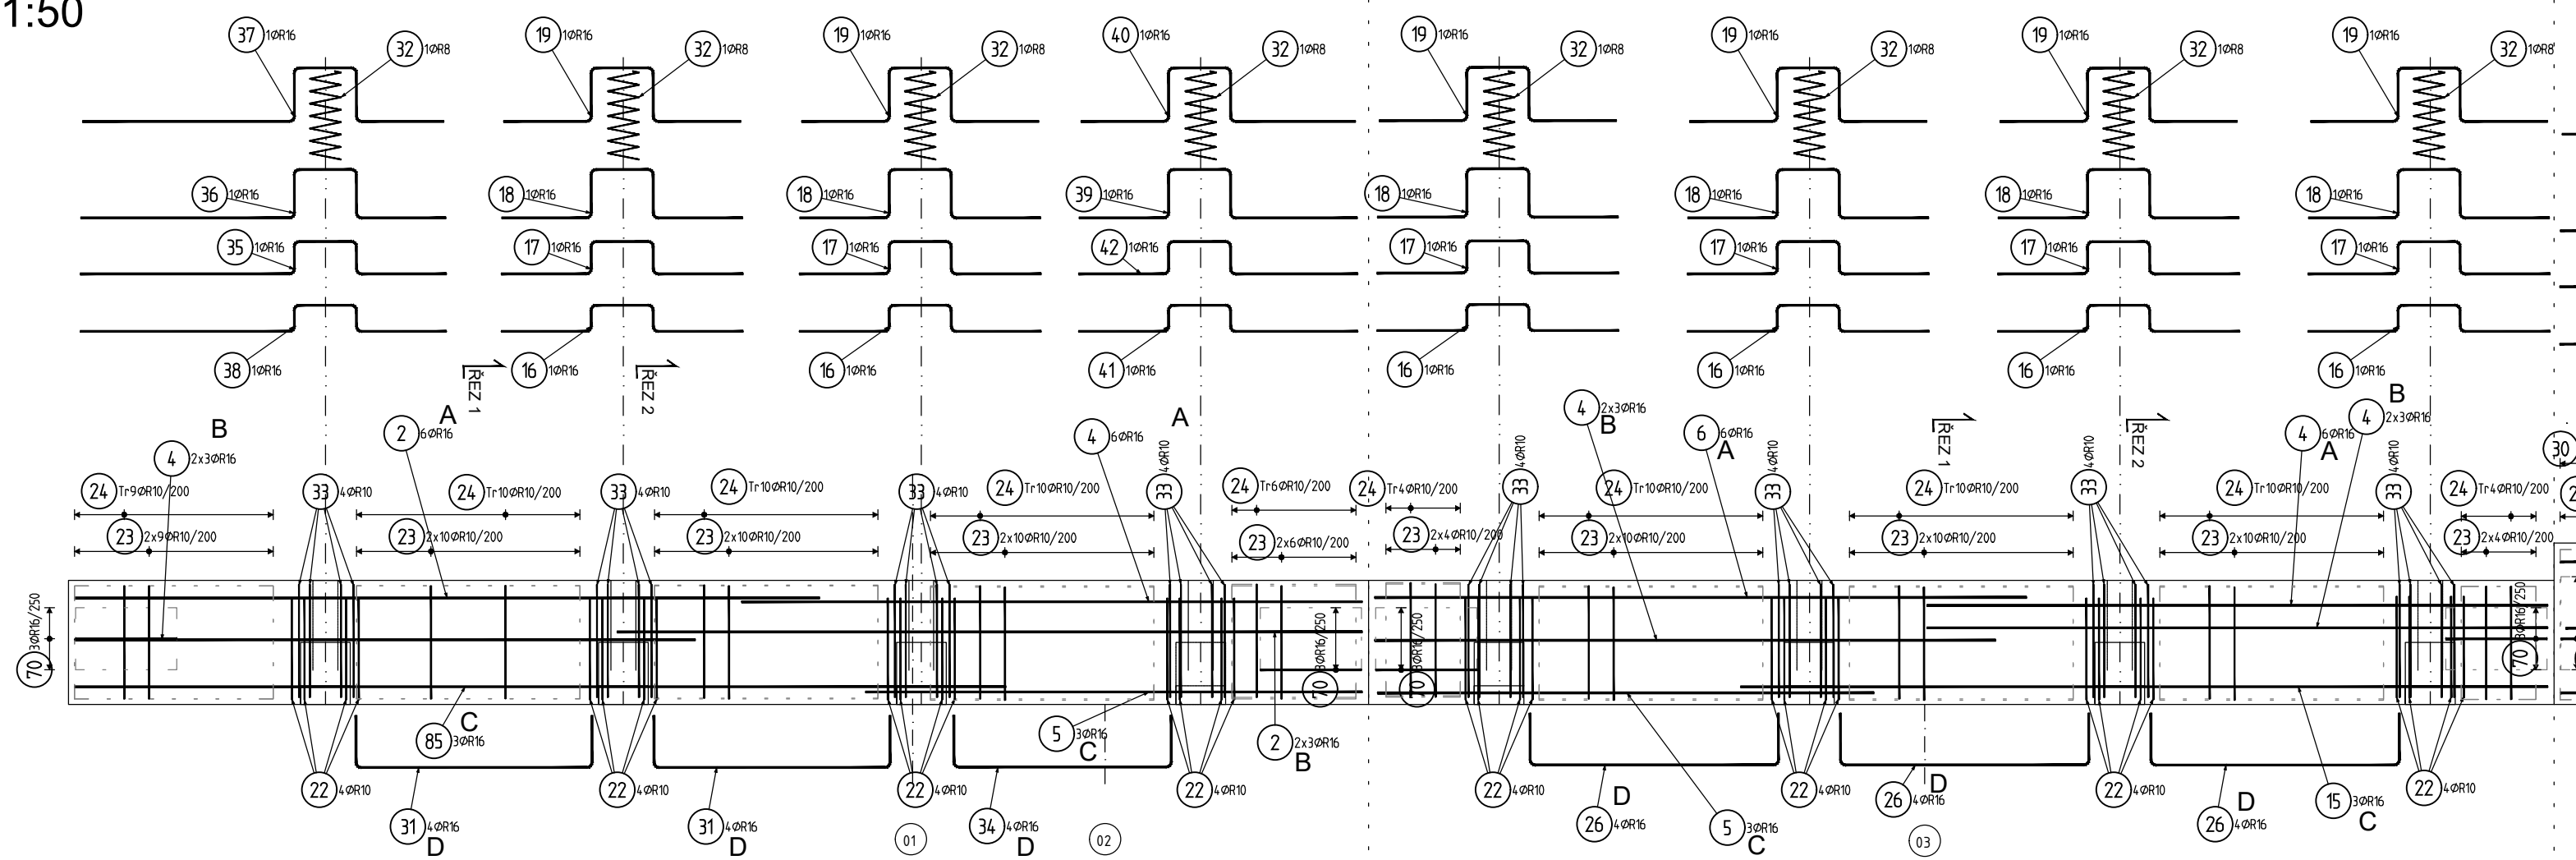 1:50
37 1ØR16 32 1ØR8 19 1ØR16 32 1ØR8 19 1ØR16 32 1ØR8 40 1ØR16 32 1ØR8 19 1ØR16 32 1ØR8 19 1ØR16 32 1ØR8 19 1ØR16 32 1ØR8 19 1ØR16 32 1ØR8
36 1ØR16 18 1ØR16 18 1ØR16 39 1ØR16 18 1ØR16 18 1ØR16 18 1ØR16 18 1ØR16
35 1ØR16 17 1ØR16 17 1ØR16 42 1ØR16 17 1ØR16 17 1ØR16 17 1ØR16 17 1ØR16
38 1ØR16 16 1ØR16 16 1ØR16 41 1ØR16 16 1ØR16 16 1ØR16 16 1ØR16 16 1ØR16
ŘEZ 1 ŘEZ 2 ŘEZ 1 ŘEZ 2
B A A B A A B
4 2x3ØR16 2 6ØR16 4 6ØR16 4 2x3ØR16 6 6ØR16 4 6ØR16 4 2x3ØR16
30
24 Tr9ØR10/200 33 4ØR10 24 Tr10ØR10/200 33 4ØR10 24 Tr10ØR10/200 33 4ØR10 24 Tr10ØR10/200 33 4ØR10 24 Tr6ØR10/200 24 Tr4ØR10/200 33 4ØR10 24 Tr10ØR10/200 33 4ØR10 24 Tr10ØR10/200 33 4ØR10 24 Tr10ØR10/200 33 4ØR10 24 Tr4ØR10/200
23 2x9ØR10/200 23 2x10ØR10/200 23 2x10ØR10/200 23 2x10ØR10/200 23 2x6ØR10/200 23 2x4ØR10/200 23 2x10ØR10/200 23 2x10ØR10/200 23 2x10ØR10/200 23 2x4ØR10/200
70 3ØR16/250 70 3ØR16/250 70 3ØR16/250 70 3ØR16/250
85 3ØR16 C 5 3ØR16 C 2 2x3ØR16 B
22 4ØR10 22 4ØR10 22 4ØR10 22 4ØR10 22 4ØR10 22 4ØR10 22 4ØR10 22 4ØR10
31 4ØR16 D 31 4ØR16 D 34 4ØR16 D 26 4ØR16 D 5 3ØR16 C 26 4ØR16 D 26 4ØR16 D 15 3ØR16 C
01 02 03